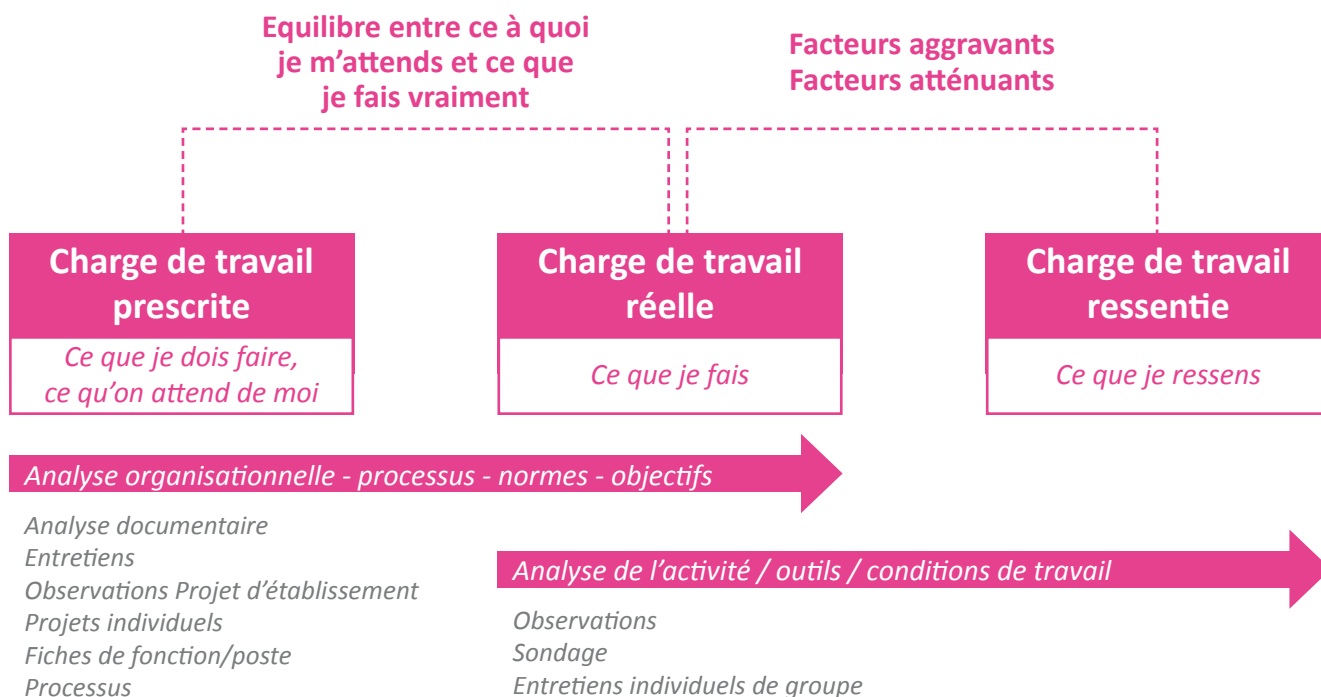 Equilibre entre ce à quoi
je m’attends et ce que
je fais vraiment
Facteurs aggravants
Facteurs atténuants
Charge de travail
prescrite
Ce que je dois faire,
ce qu’on attend de moi
Charge de travail
réelle
Ce que je fais
Charge de travail
ressentie
Ce que je ressens
Analyse organisationnelle - processus - normes - objectifs
Analyse documentaire
Entretiens
Observations Projet d’établissement
Projets individuels
Fiches de fonction/poste
Processus
Analyse de l’activité / outils / conditions de travail
Observations
Sondage
Entretiens individuels de groupe